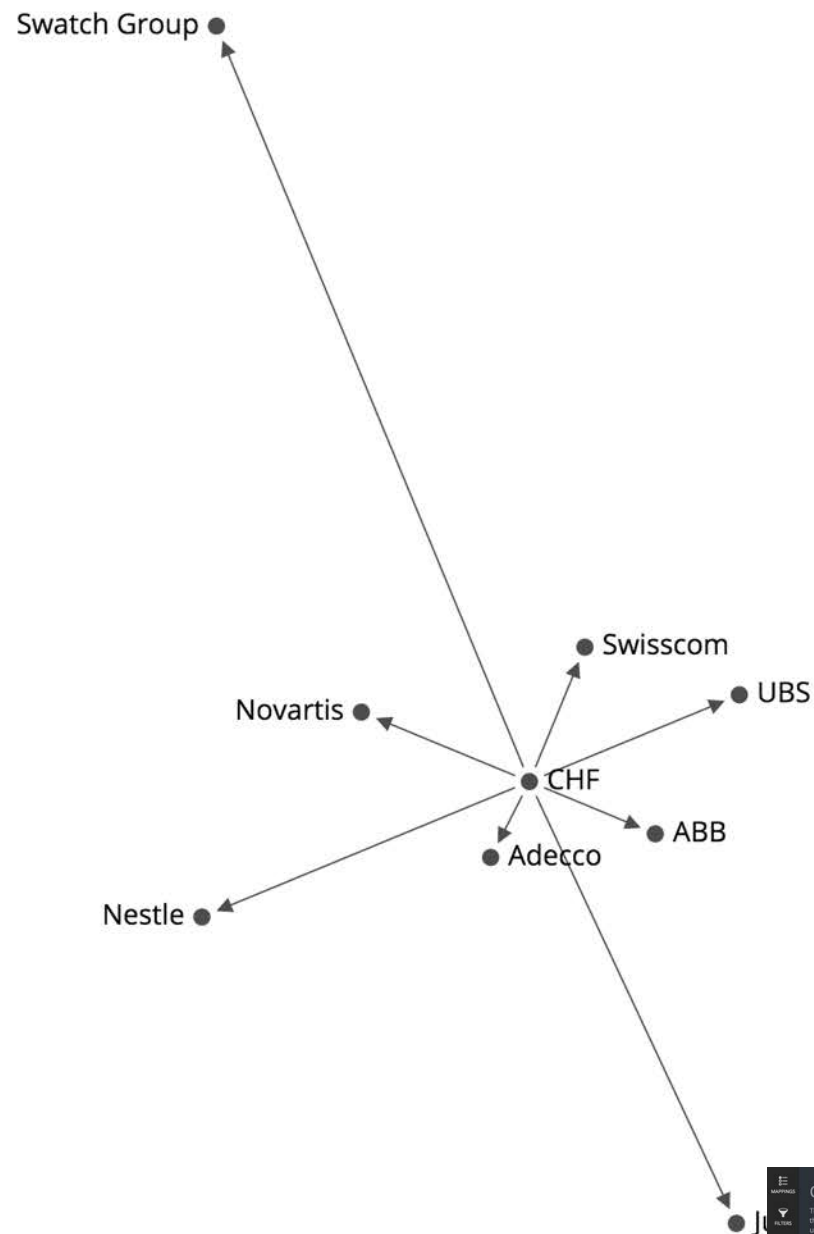 Swatch Group
Swisscom
UBS
Novartis
CHF
ABB
Adecco
Nestle
MAPPINGS
FILTERS